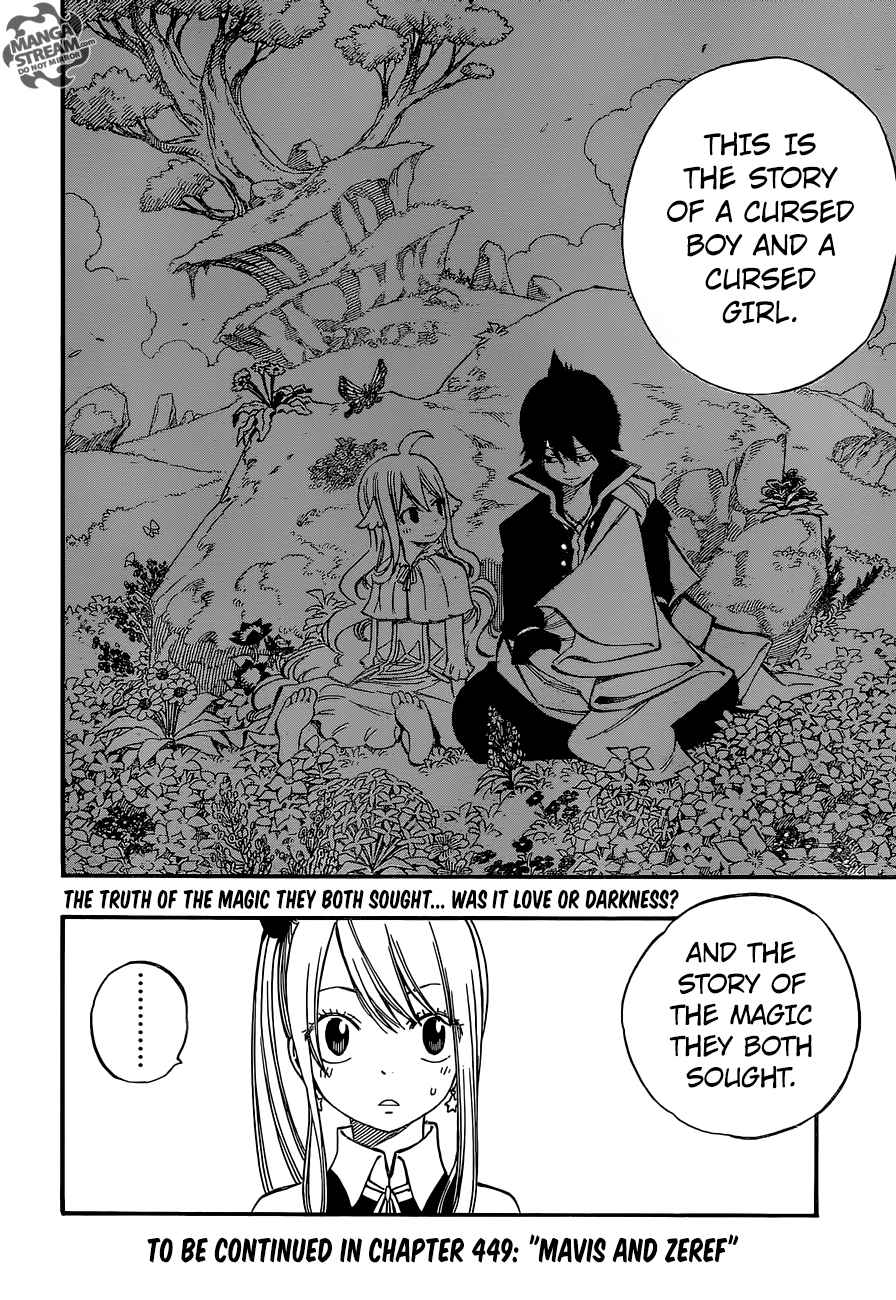 MANGA
STREAM.com
DO NOT MIRROR
THIS IS
THE STORY
OF A CURSED
BOY AND A
CURSED
GIRL.
THE TRUTH OF THE MAGIC THEY BOTH SOUGHT... WAS IT LOVE OR DARKNESS?
AND THE
STORY OF
THE MAGIC
THEY BOTH
SOUGHT.
.........
TO BE CONTINUED IN CHAPTER 449: "MAVIS AND ZEREF"